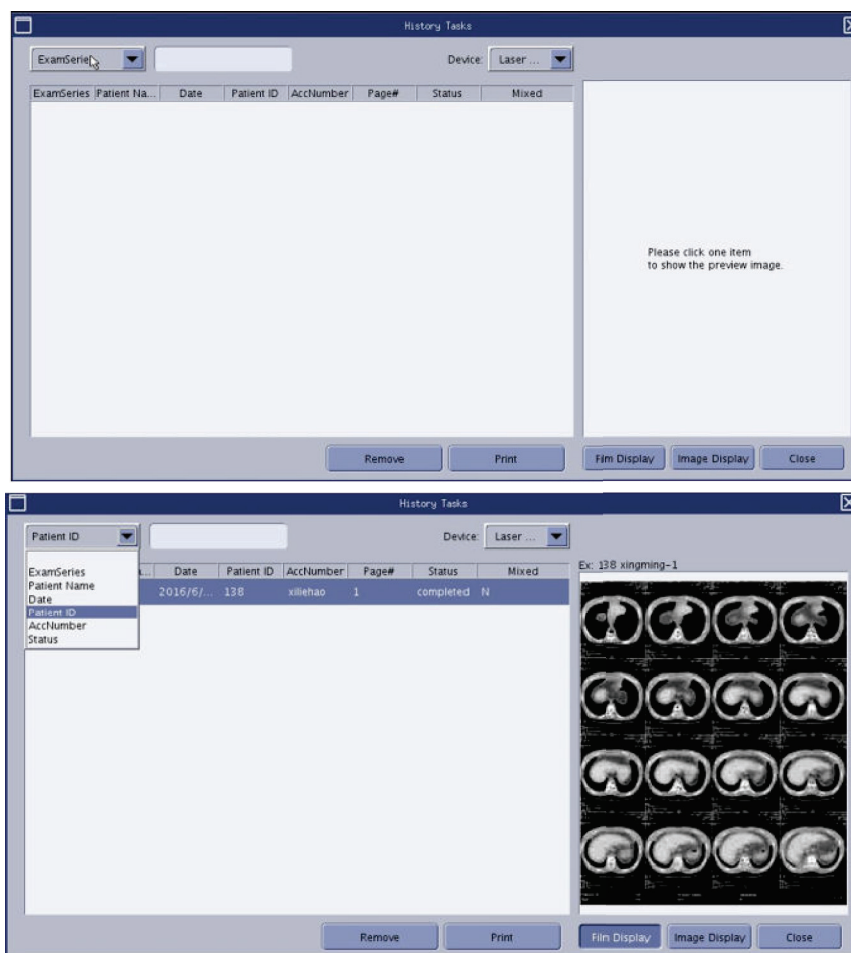 History Tasks
ExamSerie
Device: Laser ...
ExamSeries Patient Na... Date Patient ID AccNumber Page# Status Mixed
Please click one item
to show the preview image.
Remove Print Film Display Image Display Close
History Tasks
Patient ID Device: Laser ...
Ex: 138 xingming-1
a... Date Patient ID AccNumber Page# Status Mixed
2016/6/... 138 xiliehao 1 completed N
ExamSeries
Patient Name
Date
Patient ID
AccNumber
Status
Remove Print Film Display Image Display Close